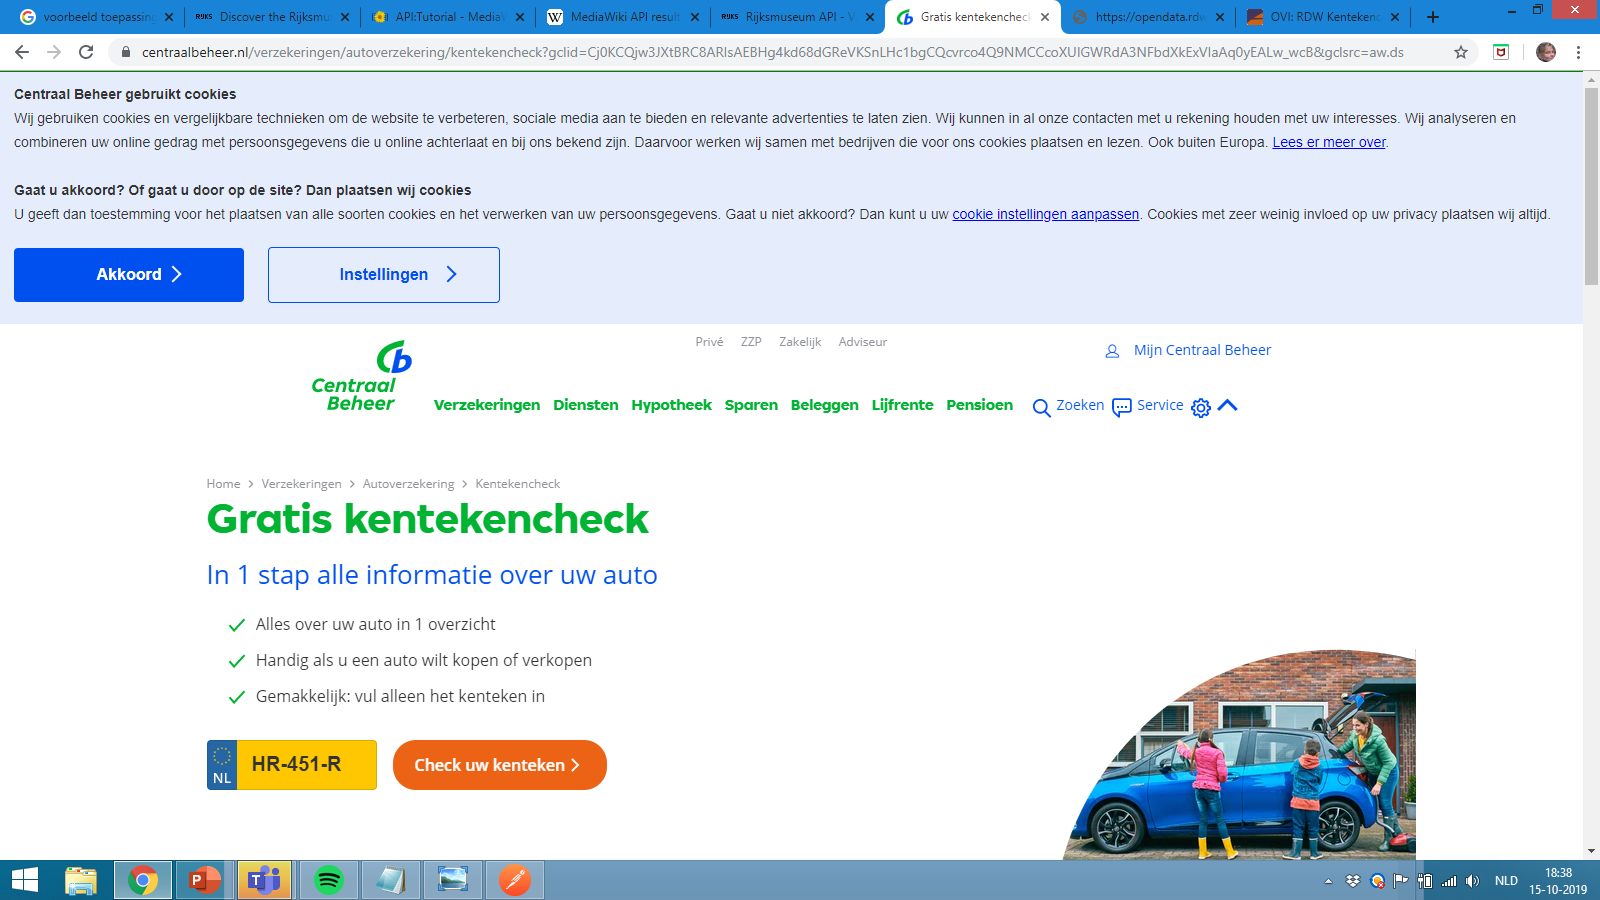 voorbeeld toepassing
Discover the Rijksmu
API:Tutorial - MediaW
MediaWiki API result
Rijksmuseum API - V
Gratis kentekencheck
https://opendata.rdw
OVI: RDW Kenteken
centraalbeheer.nl/verzekeringen/autoverzekering/kentekencheck?gclid=Cj0KCQjw3JXtBRC8ARIsAEBHg4kd68dGReVKSnLHc1bgCQcvrco4Q9NMCCcoXUIGWRdA3NFbdXkExVIaAq0yEALw_wcB&gclsrc=aw.ds
Centraal Beheer gebruikt cookies
Wij gebruiken cookies en vergelijkbare technieken om de website te verbeteren, sociale media aan te bieden en relevante advertenties te laten zien. Wij kunnen in al onze contacten met u rekening houden met uw interesses. Wij analyseren en
combineren uw online gedrag met persoonsgegevens die u online achterlaat en bij ons bekend zijn. Daarvoor werken wij samen met bedrijven die voor ons cookies plaatsen en lezen. Ook buiten Europa. Lees er meer over.
Gaat u akkoord? Of gaat u door op de site? Dan plaatsen wij cookies
U geeft dan toestemming voor het plaatsen van alle soorten cookies en het verwerken van uw persoonsgegevens. Gaat u niet akkoord? Dan kunt u uw cookie instellingen aanpassen. Cookies met zeer weinig invloed op uw privacy plaatsen wij altijd.
Akkoord
Instellingen
Privé ZZP Zakelijk Adviseur
Mijn Centraal Beheer
Centraal
Beheer
Verzekeringen Diensten Hypotheek Sparen Beleggen Lijfrente Pensioen
Zoeken Service
Home > Verzekeringen > Autoverzekering > Kentekencheck
Gratis kentekencheck
In 1 stap alle informatie over uw auto
Alles over uw auto in 1 overzicht
Handig als u een auto wilt kopen of verkopen
Gemakkelijk: vul alleen het kenteken in
NL HR-451-R
Check uw kenteken
NLD
18:38
15-10-2019